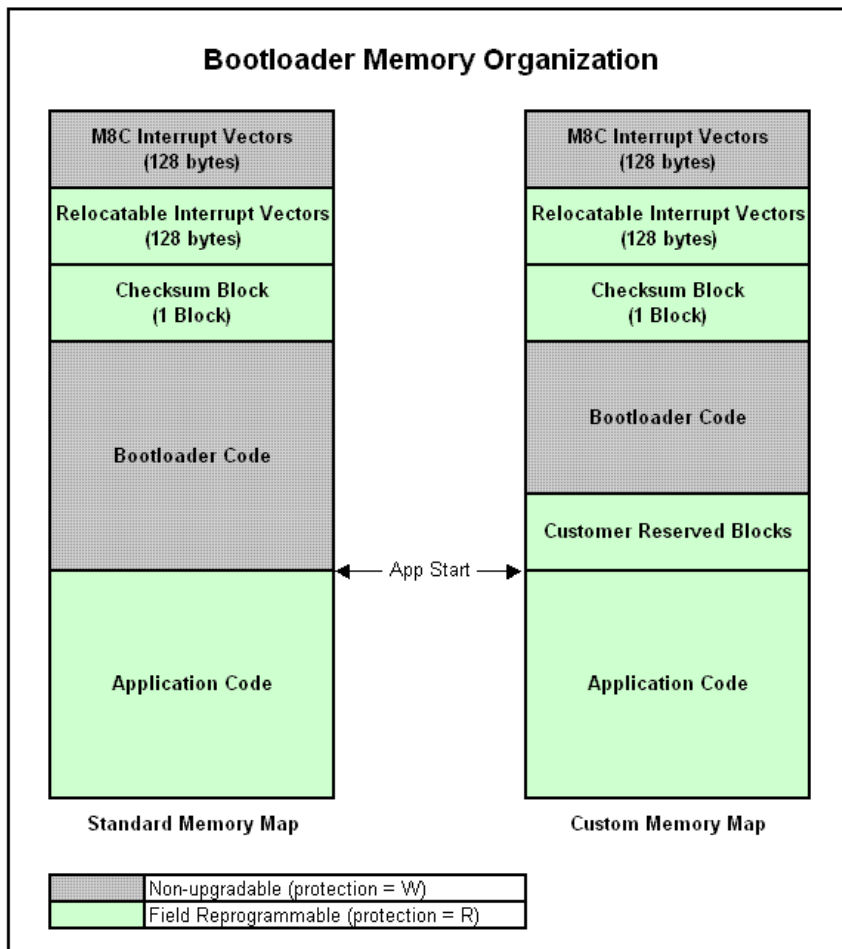 Bootloader Memory Organization
M8C Interrupt Vectors
(128 bytes)
Relocatable Interrupt Vectors
(128 bytes)
Checksum Block
(1 Block)
Bootloader Code
Application Code
Standard Memory Map
App Start
M8C Interrupt Vectors
(128 bytes)
Relocatable Interrupt Vectors
(128 bytes)
Checksum Block
(1 Block)
Bootloader Code
Customer Reserved Blocks
Application Code
Custom Memory Map
Non-upgradable (protection = W)
Field Reprogrammable (protection = R)